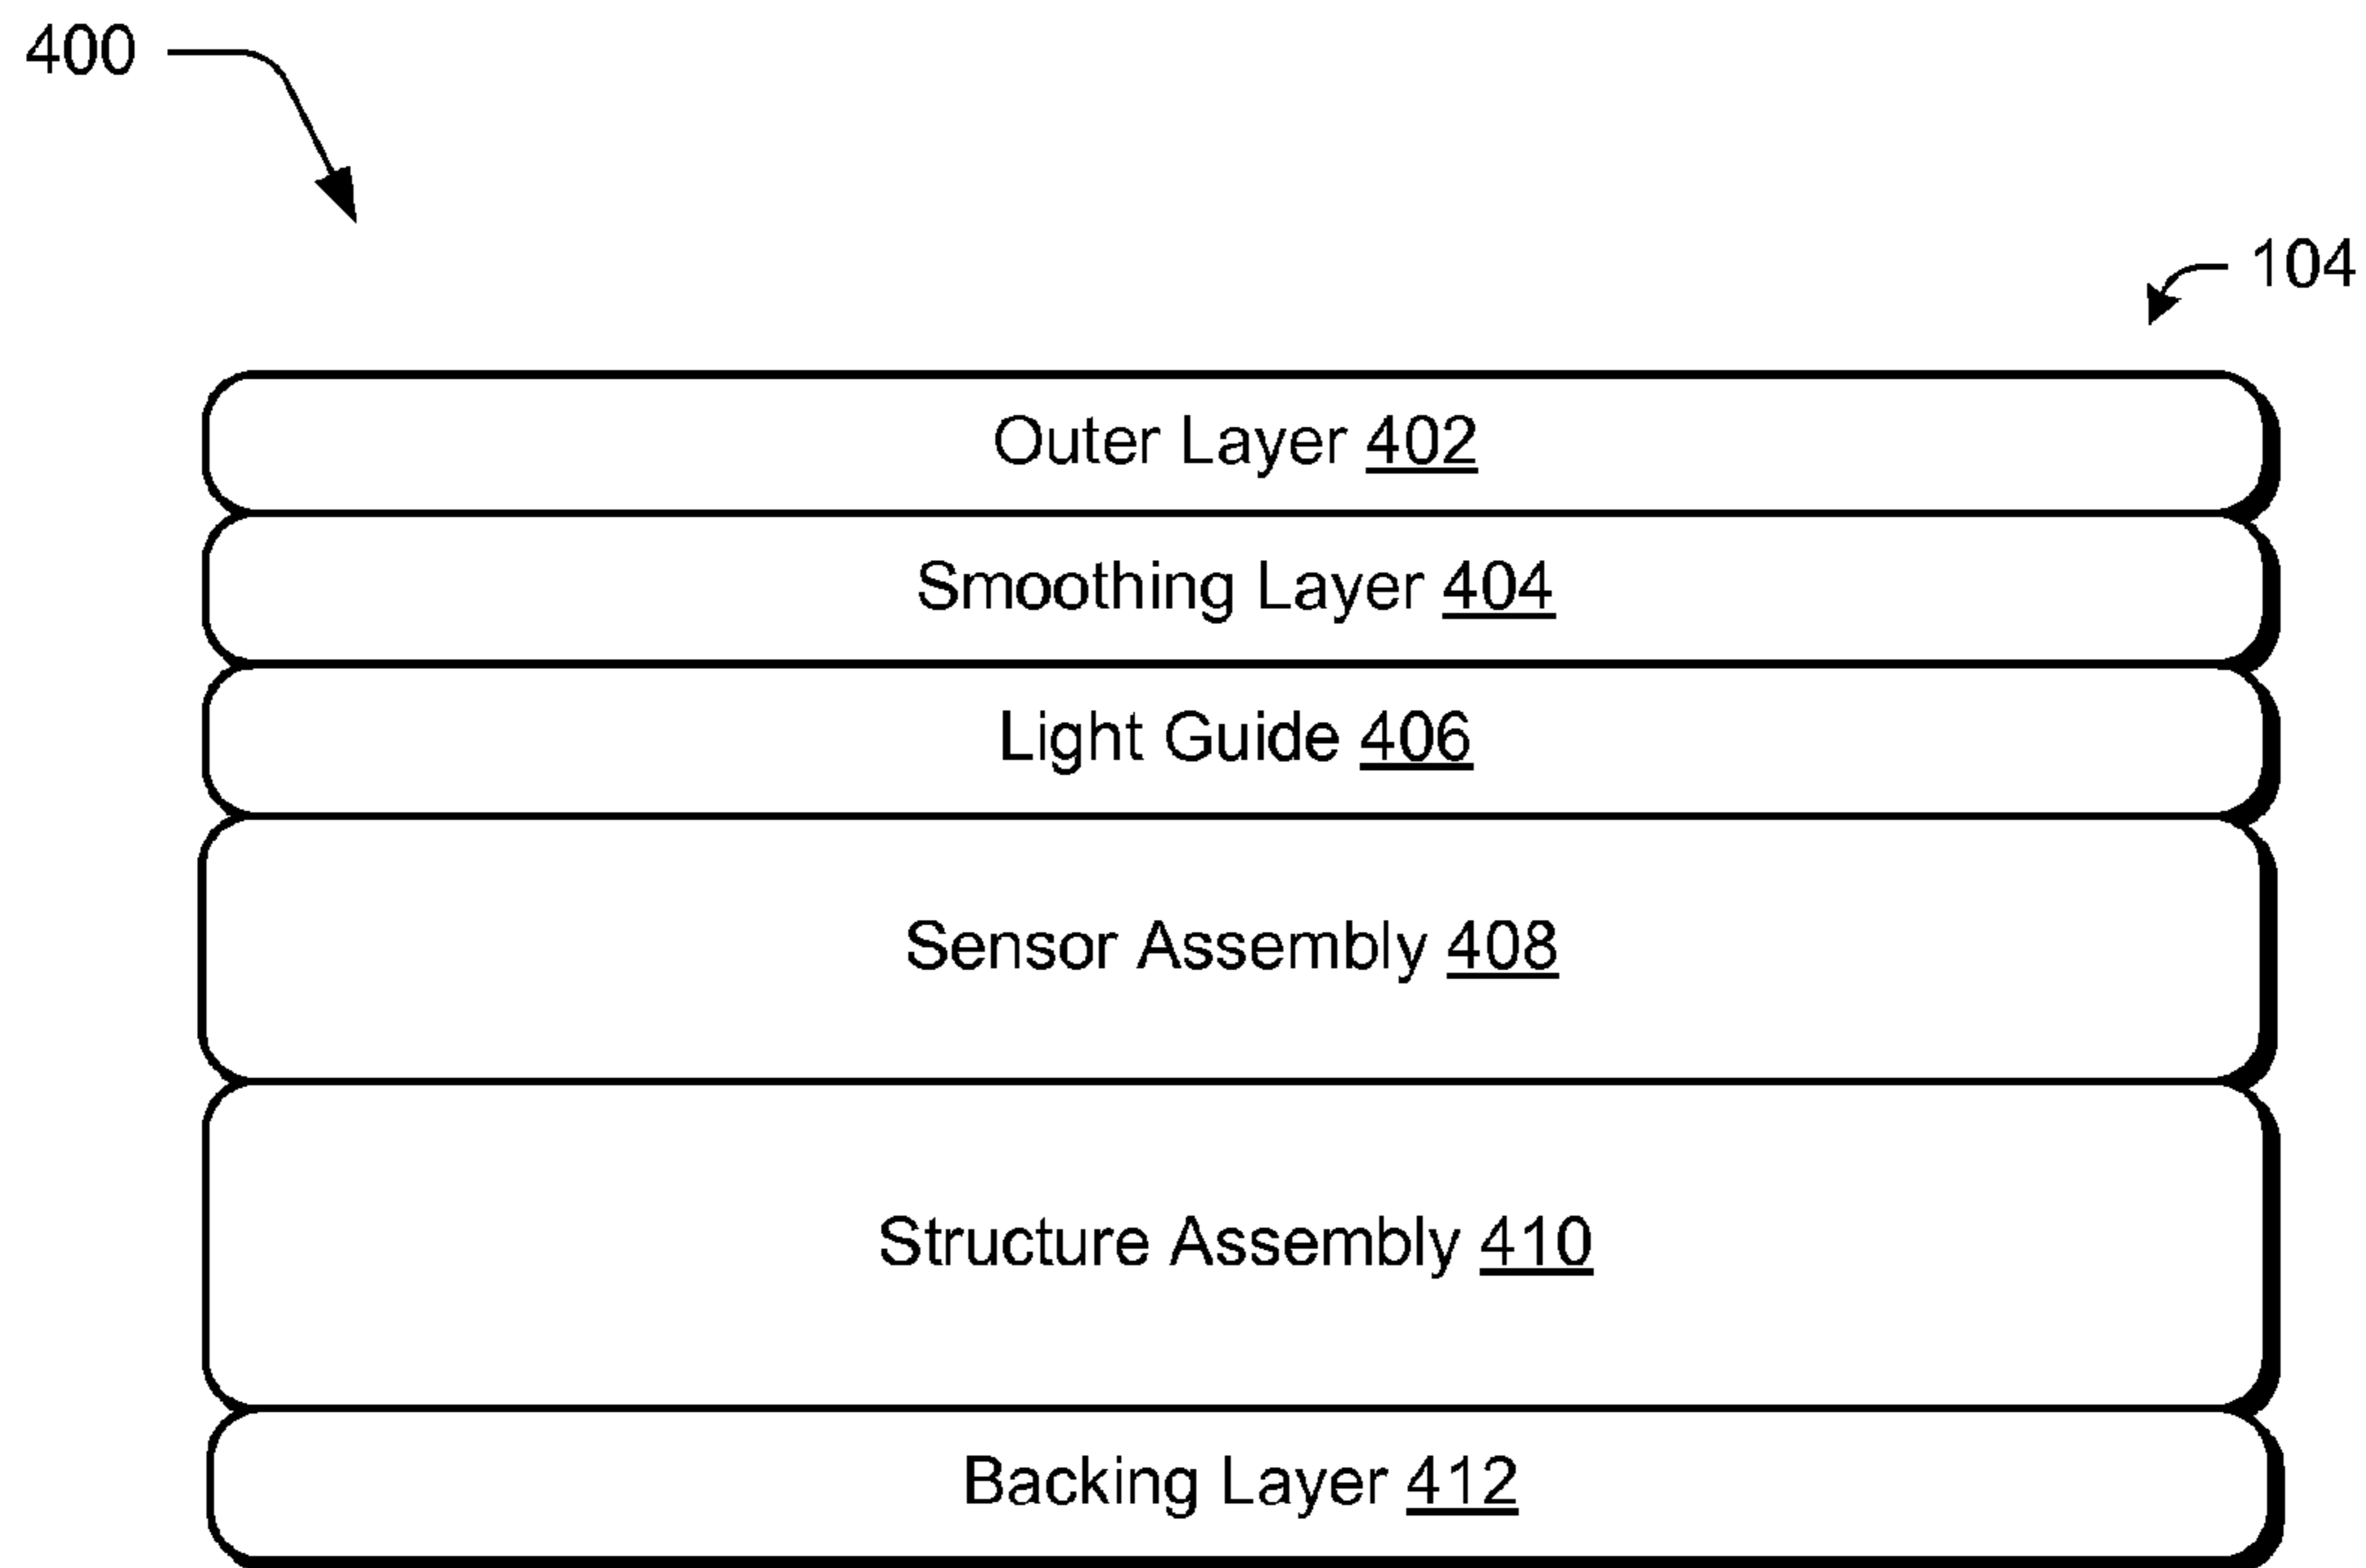 400
104
Outer Layer 402
Smoothing Layer 404
Light Guide 406
Sensor Assembly 408
Structure Assembly 410
Backing Layer 412